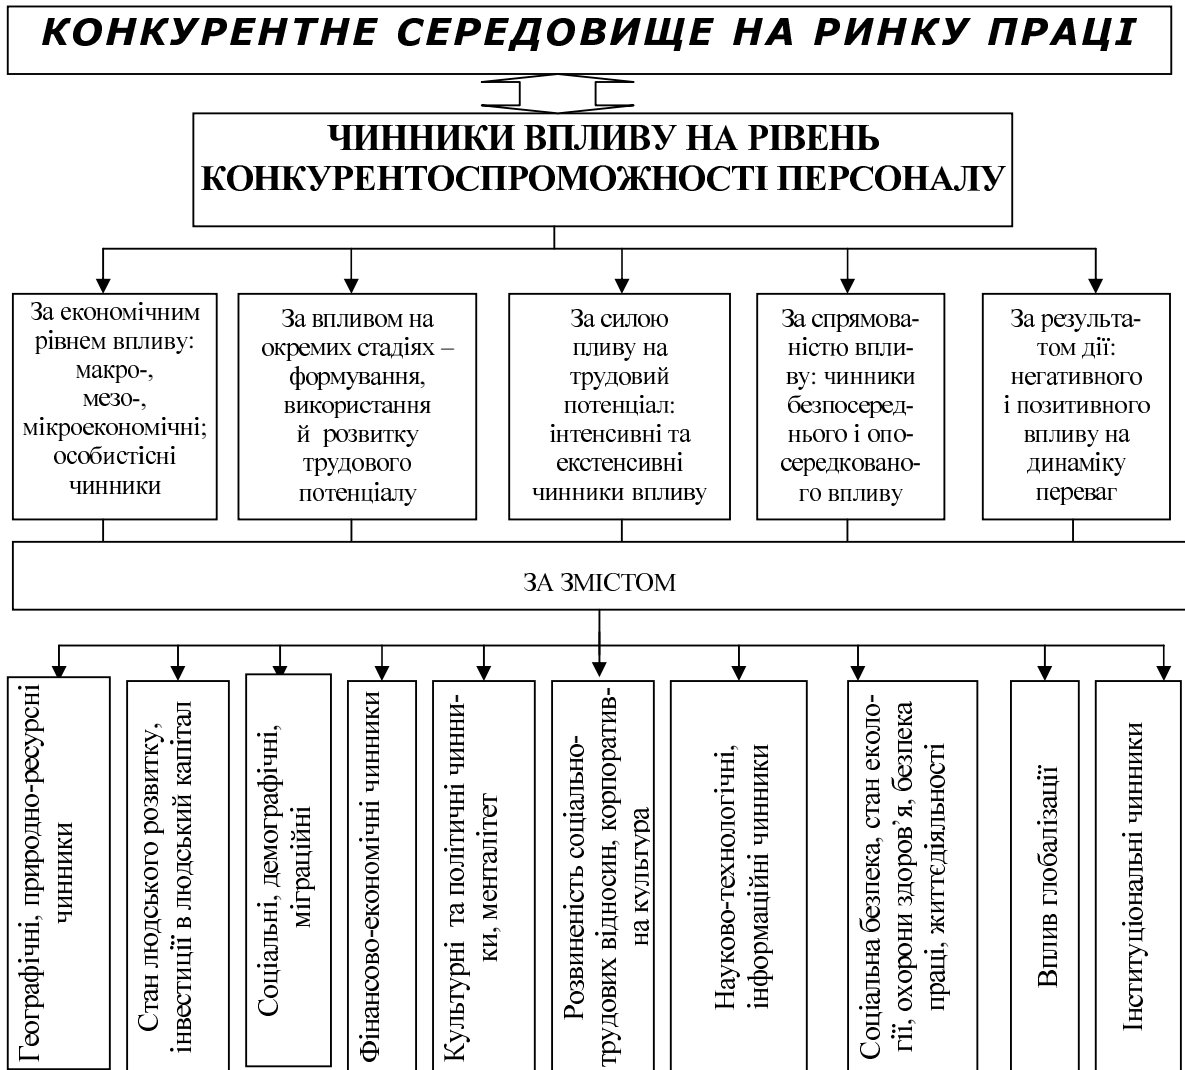 КОНКУРЕНТНЕ СЕРЕДОВИЩЕ НА РИНКУ ПРАЦІ
ЧИННИКИ ВПЛИВУ НА РІВЕНЬ
КОНКУРЕНТОСПРОМОЖНОСТІ ПЕРСОНАЛУ
За економічним
рівнем впливу:
макро-,
мезо-,
мікроекономічні;
особистісні
чинники
За впливом на
окремих стадіях –
формування,
використання
й розвитку
трудового
потенціалу
За силою
пливу на
трудовий
потенціал:
інтенсивні та
екстенсивні
чинники впливу
За спрямова-
ністю впли-
ву: чинники
безпосеред-
нього і опо-
середковано-
го впливу
За результа-
том дії:
негативного
і позитивного
впливу на
динаміку
переваг
ЗА ЗМІСТОМ
Географічні, природно-ресурсні
чинники
Стан людського розвитку,
інвестиції в людський капітал
Соціальні, демографічні,
міграційні
Фінансово-економічні чинники
Культурні та політичні чинни-
ки, менталітет
Розвиненість соціально-
трудових відносин, корпоратив-
на культура
Науково-технологічні,
інформаційні чинники
Соціальна безпека, стан еколо-
гії, охорони здоров’я, безпека
праці, життєдіяльності
Вплив глобалізації
Інституціональні чинники